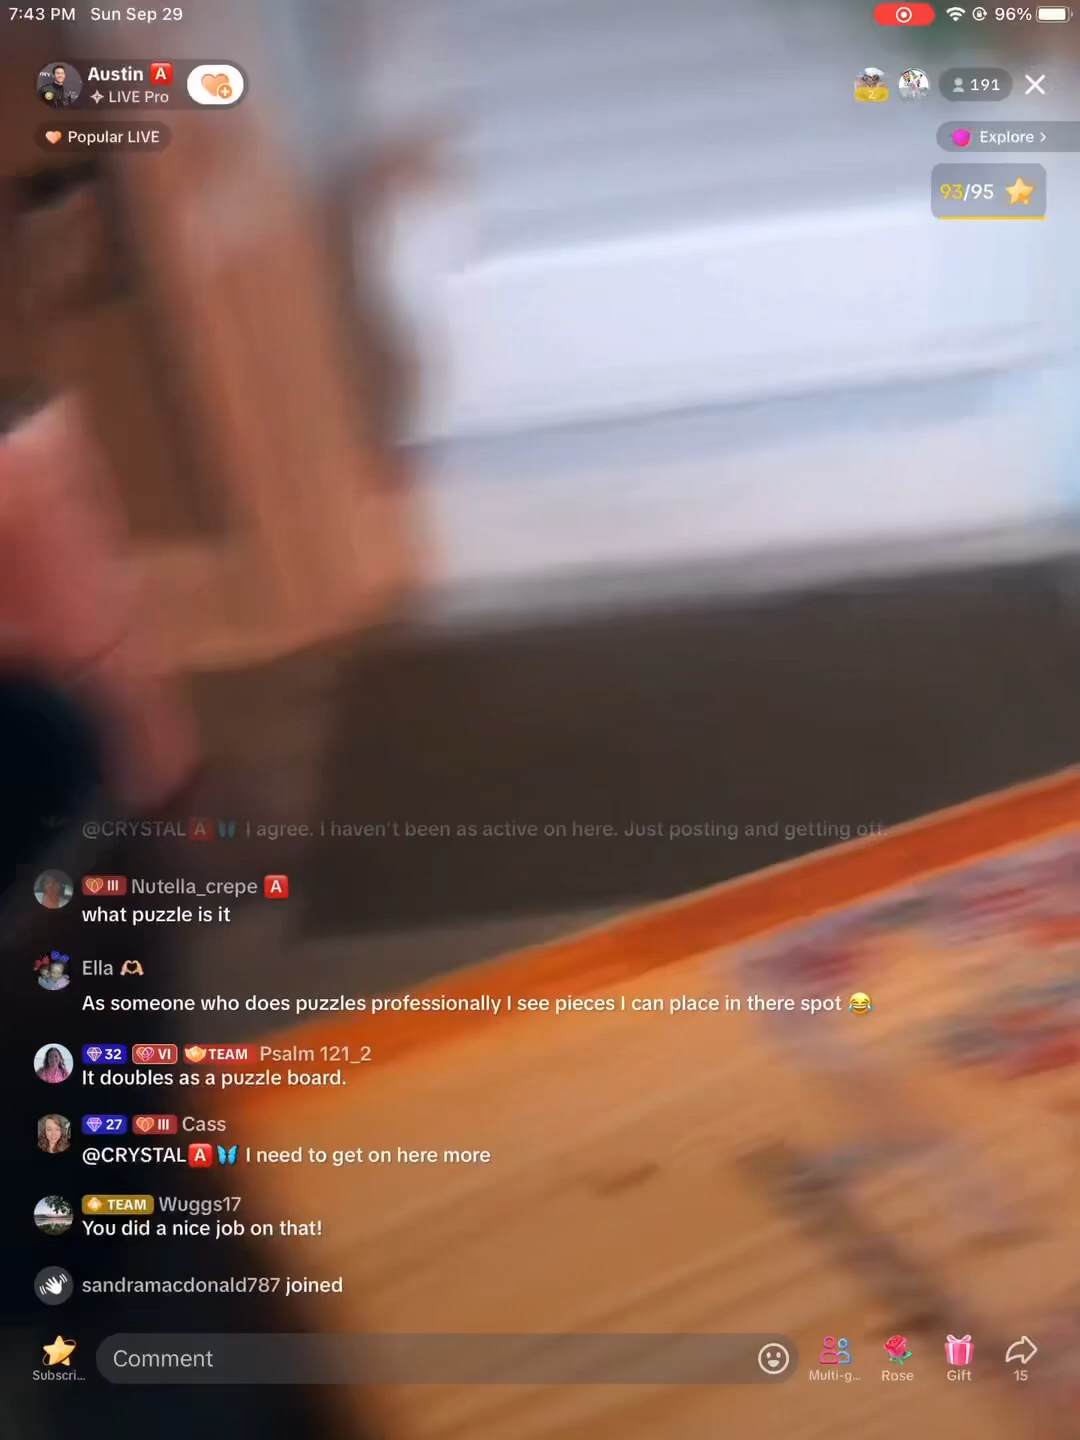 7:43 PM Sun Sep 29
96%
Austin A
LIVE Pro
2
1
191
Popular LIVE
Explore >
93/95
@CRYSTAL A I agree. I haven't been as active on here. Just posting and getting off.
III Nutella_crepe A
what puzzle is it
Ella
As someone who does puzzles professionally I see pieces I can place in there spot
32 VI TEAM Psalm 121_2
It doubles as a puzzle board.
27 III Cass
@CRYSTAL A I need to get on here more
TEAM Wuggs17
You did a nice job on that!
sandramacdonald787 joined
Comment
Subscri...
Multi-g...
Rose
Gift
15